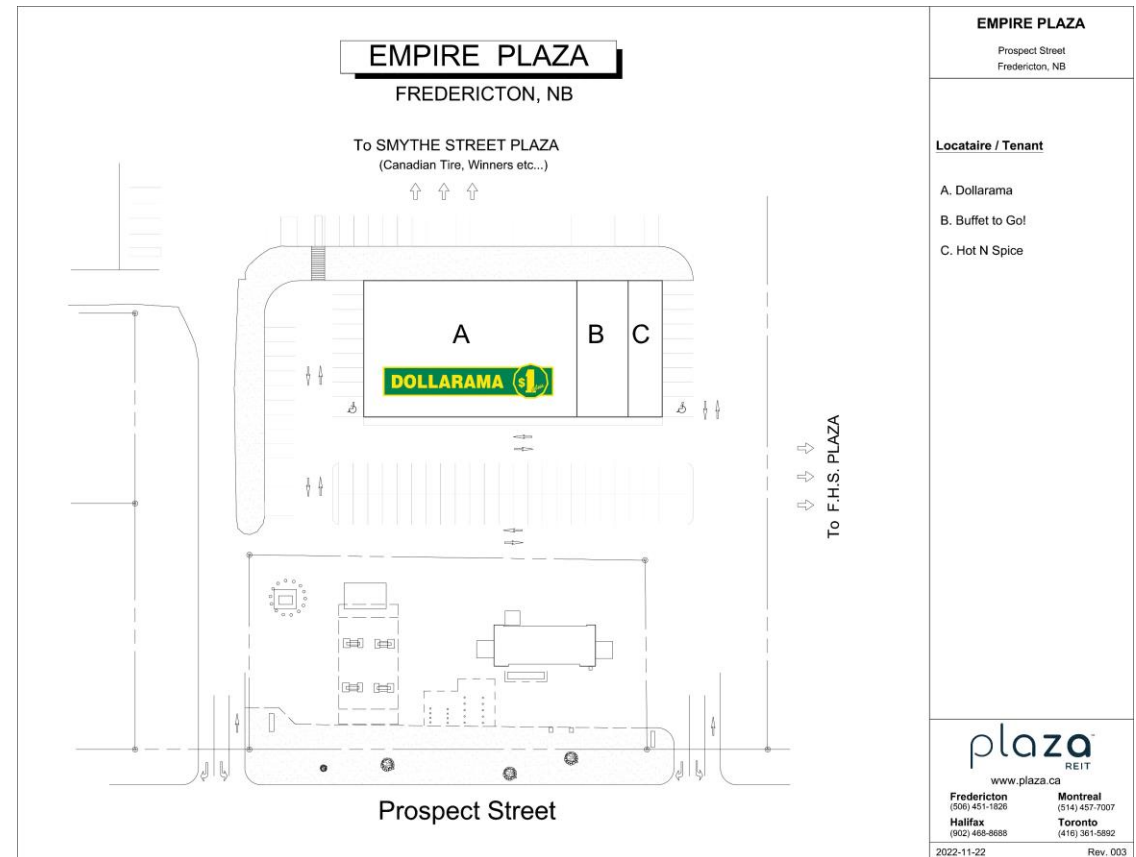 EMPIRE PLAZA
FREDERICTON, NB
To SMYTHE STREET PLAZA
(Canadian Tire, Winners etc...)
A
B
C
DOLLARAMA $1
To F.H.S. PLAZA
Prospect Street
EMPIRE PLAZA
Prospect Street
Fredericton, NB
Locataire / Tenant
A. Dollarama
B. Buffet to Go!
C. Hot N Spice
plaza
REIT
www.plaza.ca
Fredericton
(506) 451-1826
Montreal
(514) 457-7007
Halifax
(902) 468-8688
Toronto
(416) 361-5892
2022-11-22
Rev. 003